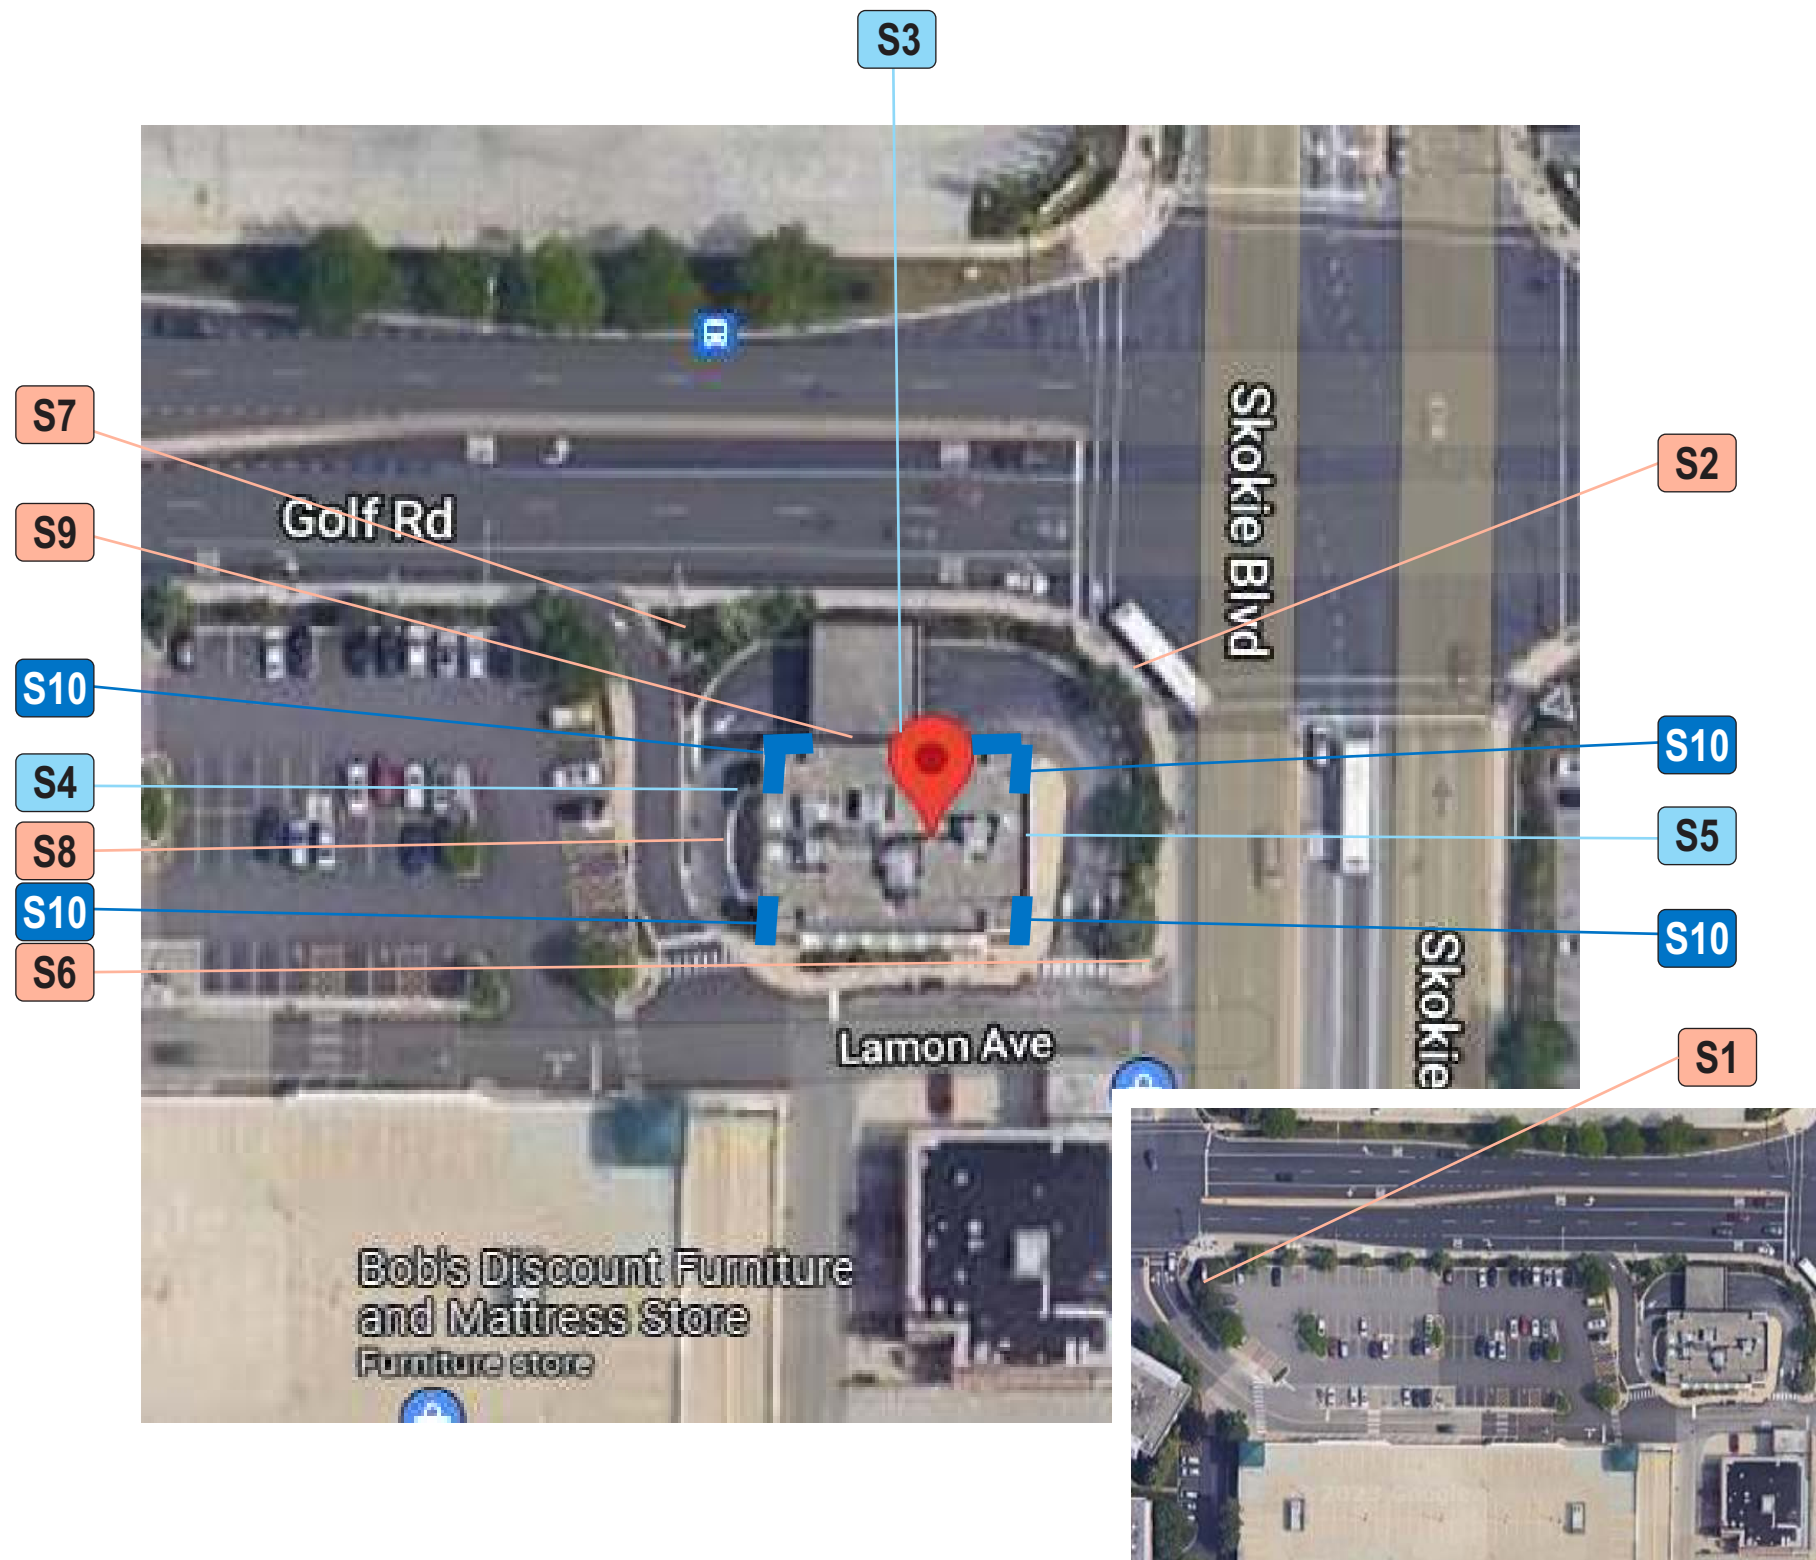 S3
S7
S2
Golf Rd
S9
Skokie Blvd
S10
S10
S4
S5
S8
S10
S10
S6
Skokie
Lamon Ave
S1
Bob's Discount Furniture
and Mattress Store
Furniture store